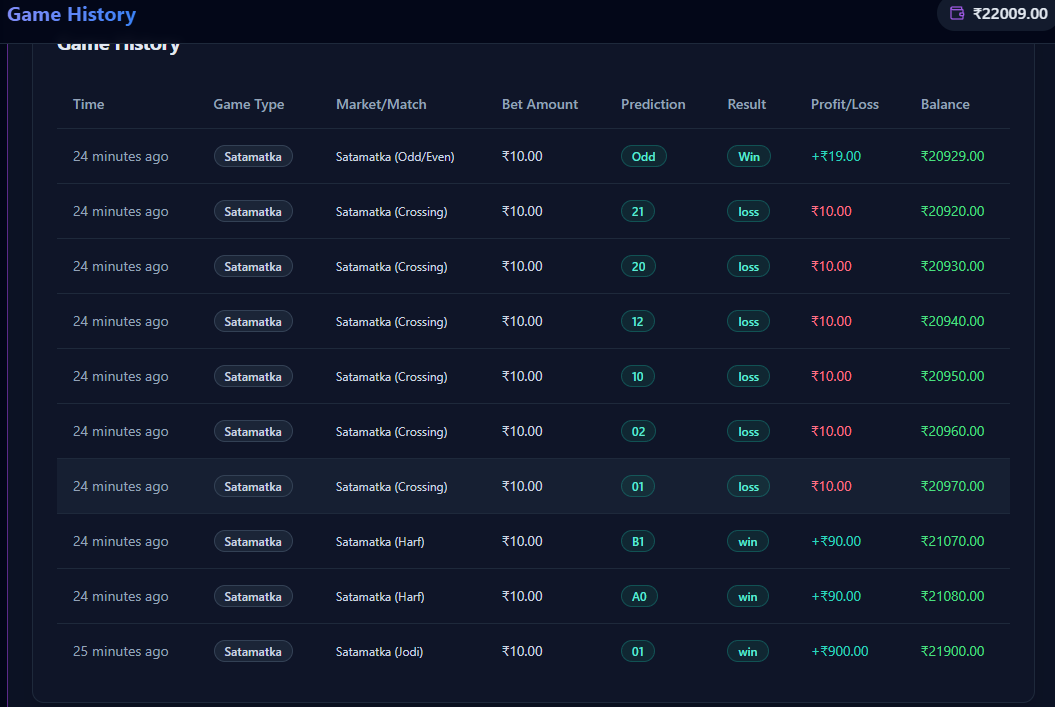 Game History
₹22009.00
Game History
Time Game Type Market/Match Bet Amount Prediction Result Profit/Loss Balance
24 minutes ago Satamatka Satamatka (Odd/Even) ₹10.00 Odd Win +₹19.00 ₹20929.00
24 minutes ago Satamatka Satamatka (Crossing) ₹10.00 21 loss ₹10.00 ₹20920.00
24 minutes ago Satamatka Satamatka (Crossing) ₹10.00 20 loss ₹10.00 ₹20930.00
24 minutes ago Satamatka Satamatka (Crossing) ₹10.00 12 loss ₹10.00 ₹20940.00
24 minutes ago Satamatka Satamatka (Crossing) ₹10.00 10 loss ₹10.00 ₹20950.00
24 minutes ago Satamatka Satamatka (Crossing) ₹10.00 02 loss ₹10.00 ₹20960.00
24 minutes ago Satamatka Satamatka (Crossing) ₹10.00 01 loss ₹10.00 ₹20970.00
24 minutes ago Satamatka Satamatka (Harf) ₹10.00 B1 win +₹90.00 ₹21070.00
24 minutes ago Satamatka Satamatka (Harf) ₹10.00 A0 win +₹90.00 ₹21080.00
25 minutes ago Satamatka Satamatka (Jodi) ₹10.00 01 win +₹900.00 ₹21900.00